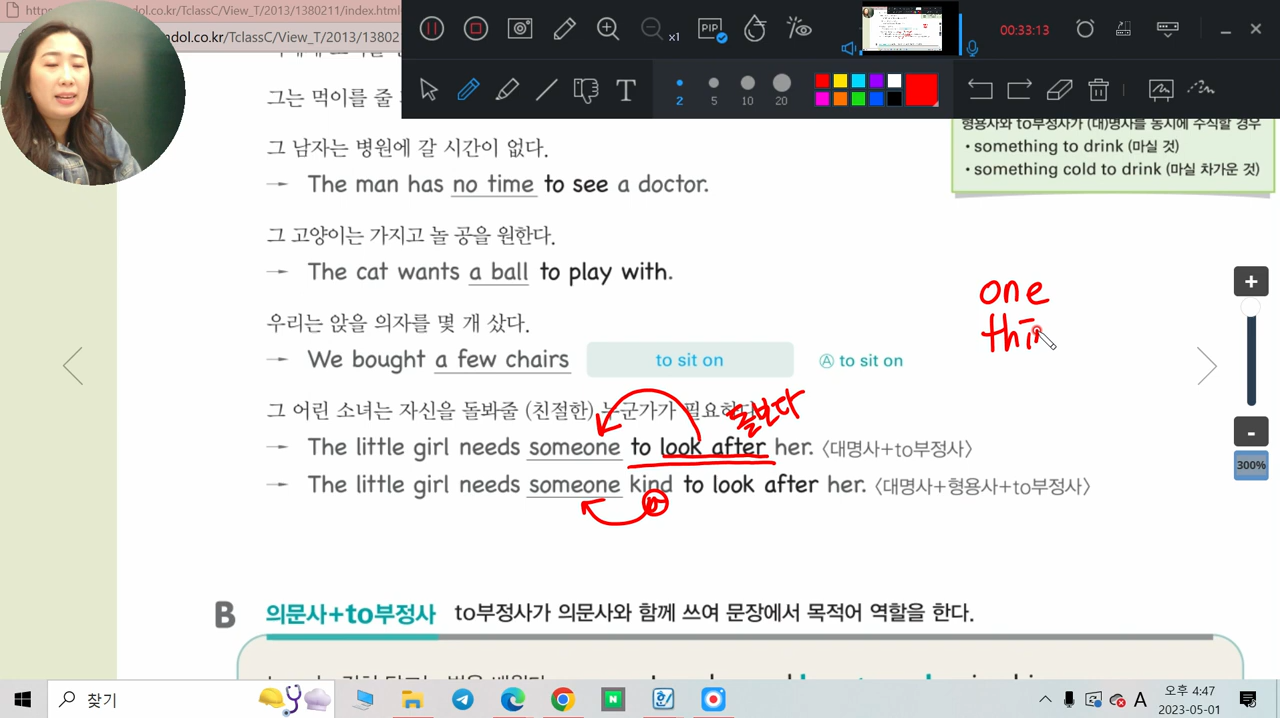 https://
dol.co.kr/TclassC/View_T/2013/1380211/index.html
co.kr
C/View_T/2013/1380
x1
PIP
00:33:13
T
2
5
10
20
그는 먹이를 줄
형용사와 to부정사가 (대)명사를 동시에 수식할 경우
• something to drink (마실 것)
• something cold to drink (마실 차가운 것)
그 남자는 병원에 갈 시간이 없다.
→ The man has no time to see a doctor.
그 고양이는 가지고 놀 공을 원한다.
→ The cat wants a ball to play with.
one
thi
우리는 앉을 의자를 몇 개 샀다.
→ We bought a few chairs to sit on Ⓐ to sit on
그 어린 소녀는 자신을 돌봐줄 (친절한) 누군가가 필요하다
돌본다
→ The little girl needs someone to look after her. 〈대명사+to부정사〉
→ The little girl needs someone kind to look after her. 〈대명사+형용사+to부정사〉
+
-
300%
B 의문사+to부정사 to부정사가 의문사와 함께 쓰여 문장에서 목적어 역할을 한다.
찾기
N
A
오후 4:47
2023-05-01